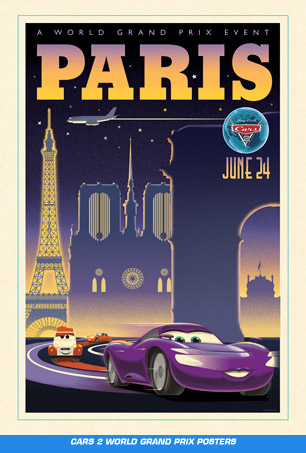 A WORLD GRAND PRIX EVENT
PARIS
Cars
2
JUNE 24
CARS 2 WORLD GRAND PRIX POSTERS